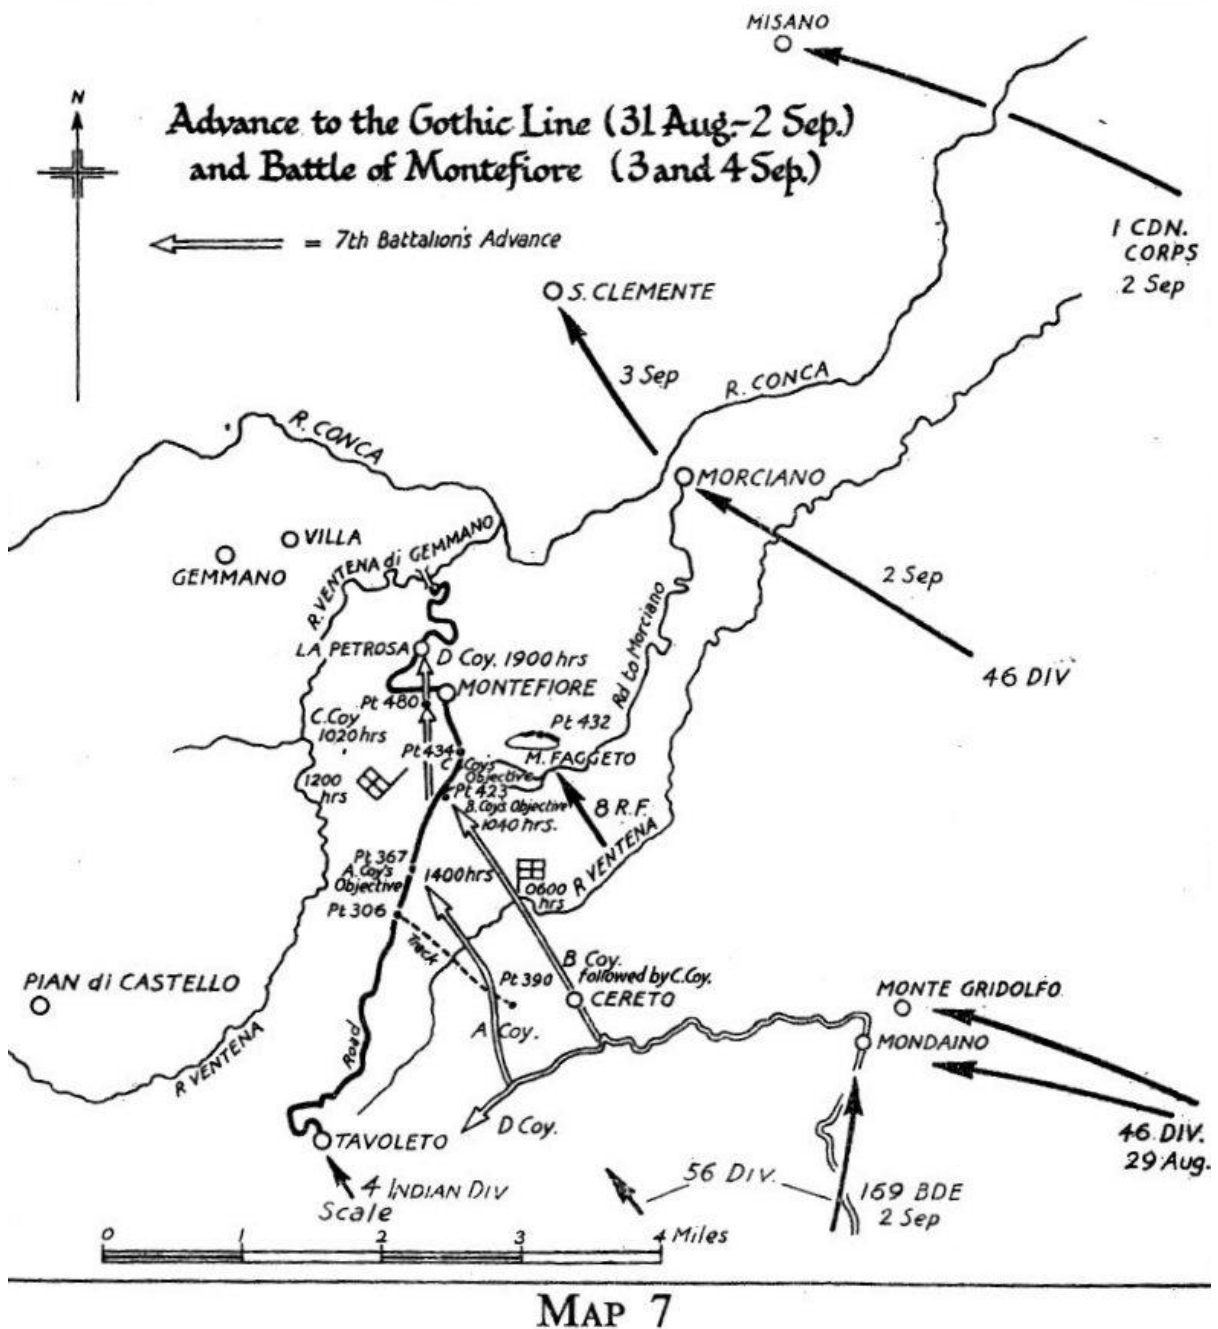 MISANO
N
Advance to the Gothic Line (31 Aug.-2 Sep.)
and Battle of Montefiore (3 and 4 Sep.)
= 7th Battalion's Advance
1 CDN.
CORPS
2 Sep
S. CLEMENTE
3 Sep
R. CONCA
R. CONCA
MORCIANO
VILLA
GEMMANO
R. VENTENA di GEMMANO
2 Sep
46 DIV
Rd to Morciano
LA PETROSA
D Coy. 1900 hrs
MONTEFIORE
Pt 480
C. Coy
1020 hrs
Pt 432
Pt 434
M. FAGGETO
C Coy's
Objective
1200
hrs
Pt 423
B. Coy's Objective
1040 hrs.
8 R.F.
R VENTENA
Pt 367
A. Coy's
Objective
1400 hrs
0600
hrs
Pt 306
Track
B Coy.
followed by C. Coy.
Pt 390
CERETO
PIAN di CASTELLO
MONTE GRIDOLFO
A Coy.
MONDAINO
Road
R VENTENA
D Coy.
TAVOLETO
46 DIV.
29 Aug.
4 INDIAN DIV
56 DIV.
169 BDE
2 Sep
Scale
0 1 2 3 4 Miles
MAP 7